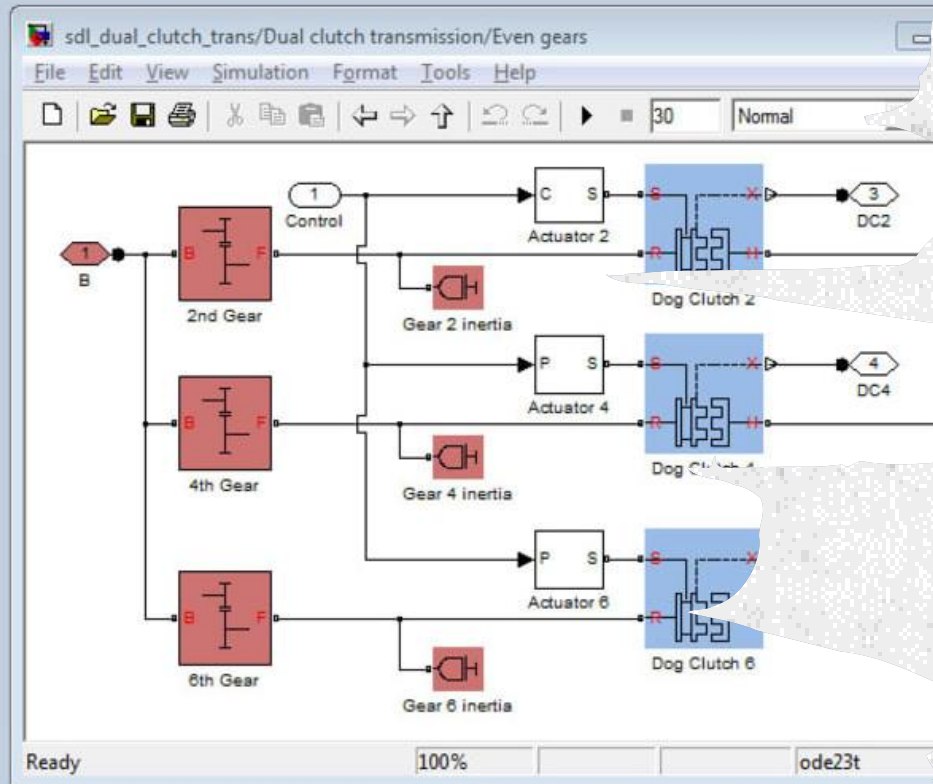 sdl_dual_clutch_trans/Dual clutch transmission/Even gears
File Edit View Simulation Format Tools Help
30 Normal
1
Control
C S
Actuator 2
S X
R H
3
DC2
1
B
B F
2nd Gear
Gear 2 inertia
Dog Clutch 2
P S
Actuator 4
S X
R H
4
DC4
B F
4th Gear
Gear 4 inertia
Dog
P S
Actuator 6
S X
R
B F
6th Gear
Gear 6 inertia
Dog Clutch 6
Ready 100% ode23t